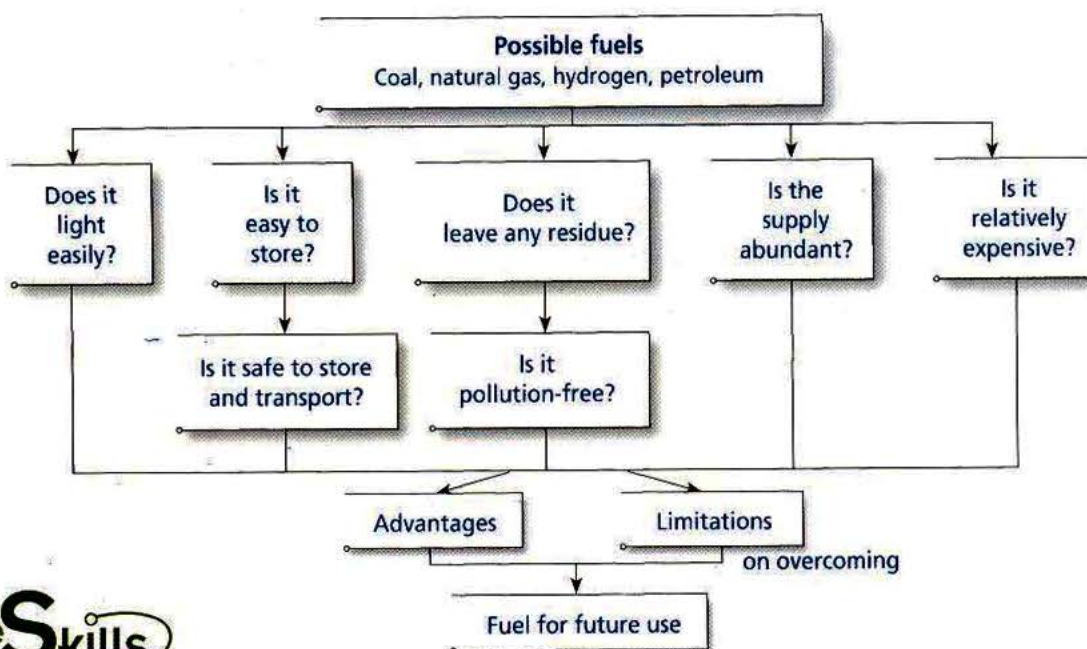 Possible fuels
Coal, natural gas, hydrogen, petroleum
Does it
light
easily?
Is it
easy to
store?
Does it
leave any residue?
Is the
supply
abundant?
Is it
relatively
expensive?
Is it safe to store
and transport?
Is it
pollution-free?
Advantages
Limitations
on overcoming
Fuel for future use
Skills